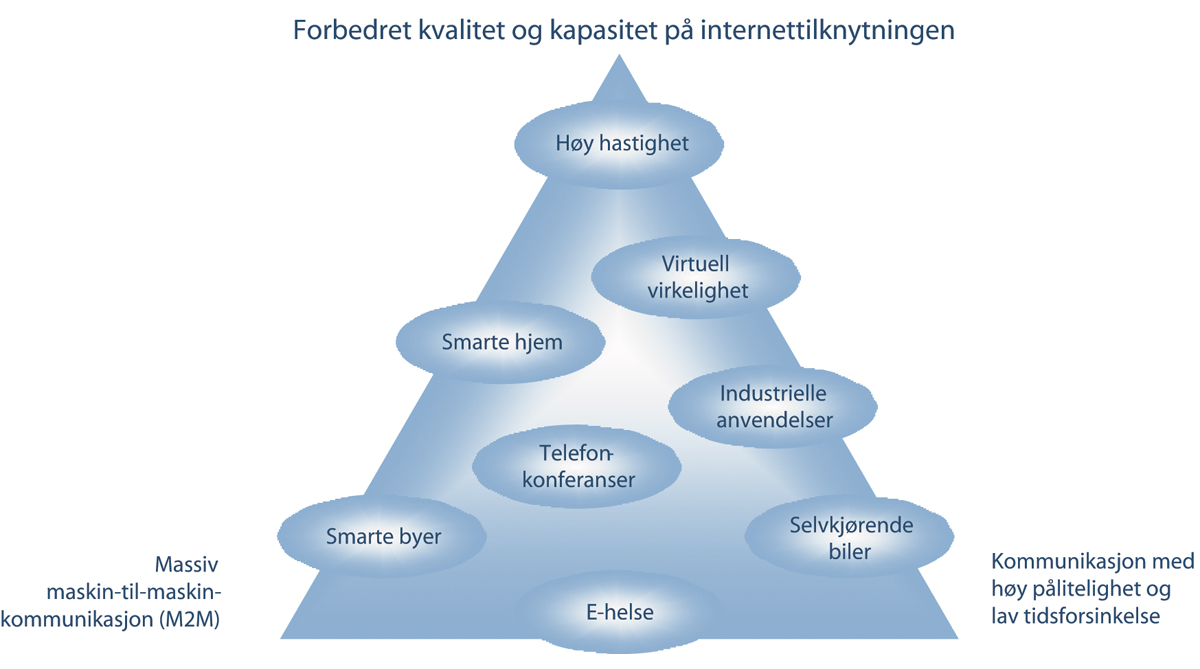 Forbedret kvalitet og kapasitet på internettilknytningen
Høy hastighet
Virtuell
virkelighet
Smarte hjem
Industrielle
anvendelser
Telefon-
konferanser
Smarte byer
Selvkjørende
biler
Massiv
maskin-til-maskin-
kommunikasjon (M2M)
Kommunikasjon med
høy pålitelighet og
lav tidsforsinkelse
E-helse